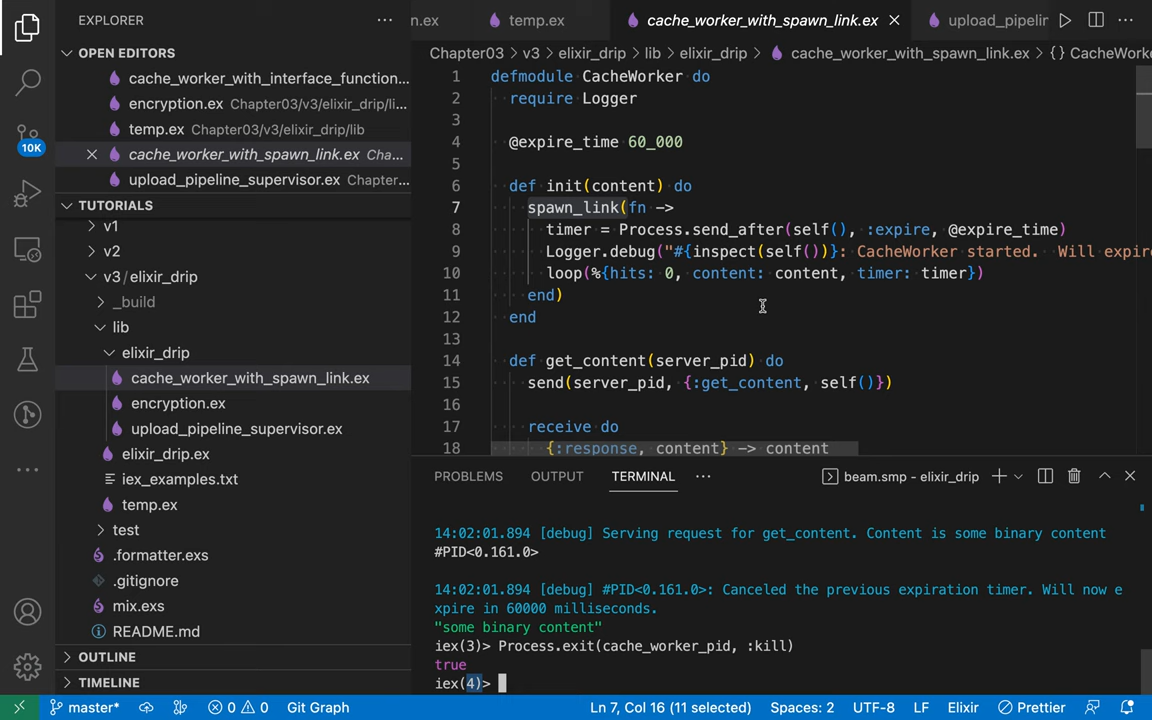 EXPLORER
OPEN EDITORS
cache_worker_with_interface_function...
encryption.ex Chapter03/v3/elixir_drip/li...
temp.ex Chapter03/v3/elixir_drip/lib
cache_worker_with_spawn_link.ex Cha...
upload_pipeline_supervisor.ex Chapter...
10K
TUTORIALS
v1
v2
v3/elixir_drip
_build
lib
elixir_drip
cache_worker_with_spawn_link.ex
encryption.ex
upload_pipeline_supervisor.ex
elixir_drip.ex
iex_examples.txt
temp.ex
test
.formatter.exs
.gitignore
mix.exs
README.md
OUTLINE
TIMELINE
n.ex temp.ex cache_worker_with_spawn_link.ex upload_pipelin
Chapter03 > v3 > elixir_drip > lib > elixir_drip > cache_worker_with_spawn_link.ex > {} CacheWorke
1 defmodule CacheWorker do
2 require Logger
3
4 @expire_time 60_000
5
6 def init(content) do
7 spawn_link(fn ->
8 timer = Process.send_after(self(), :expire, @expire_time)
9 Logger.debug("#{inspect(self())}: CacheWorker started. Will expire
10 loop(%{hits: 0, content: content, timer: timer})
11 end)
12 end
13
14 def get_content(server_pid) do
15 send(server_pid, {:get_content, self()})
16
17 receive do
18 {:response, content} -> content
PROBLEMS OUTPUT TERMINAL beam.smp - elixir_drip
14:02:01.894 [debug] Serving request for get_content. Content is some binary content
#PID<0.161.0>
14:02:01.894 [debug] #PID<0.161.0>: Canceled the previous expiration timer. Will now e
xpire in 60000 milliseconds.
"some binary content"
iex(3)> Process.exit(cache_worker_pid, :kill)
true
iex(4)>
master* 0 0 Git Graph Ln 7, Col 16 (11 selected) Spaces: 2 UTF-8 LF Elixir Prettier